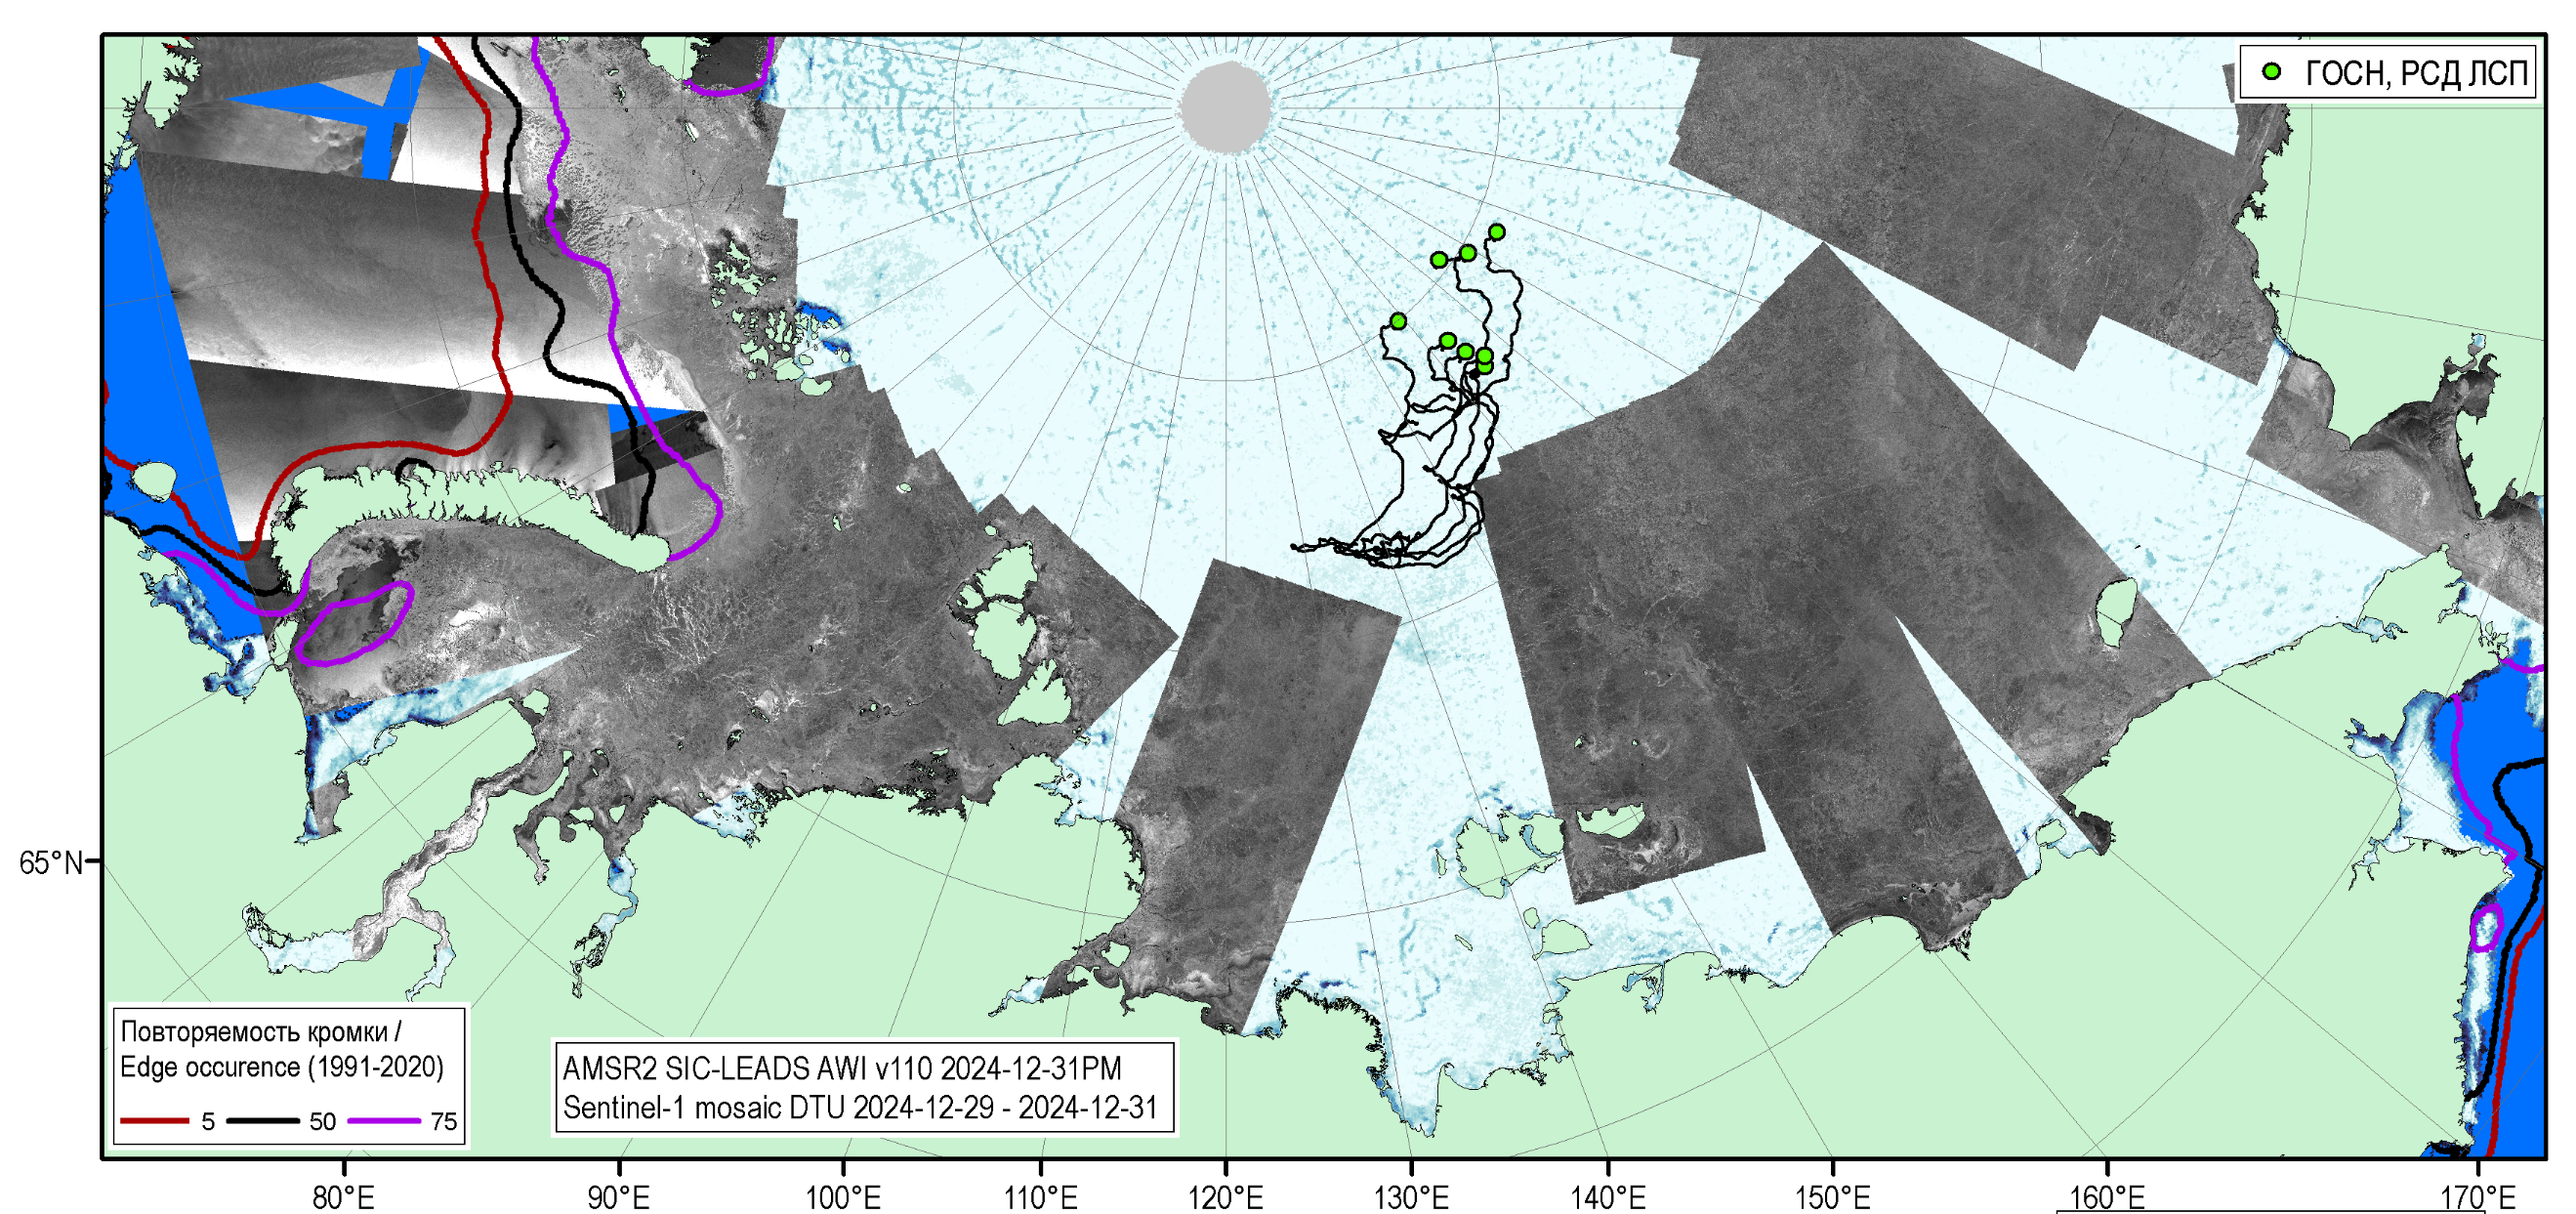 ГОСН, РСД ЛСП
65°N
Повторяемость кромки /
Edge occurence (1991-2020)
5 50 75
AMSR2 SIC-LEADS AWI v110 2024-12-31PM
Sentinel-1 mosaic DTU 2024-12-29 - 2024-12-31
80°E 90°E 100°E 110°E 120°E 130°E 140°E 150°E 160°E 170°E